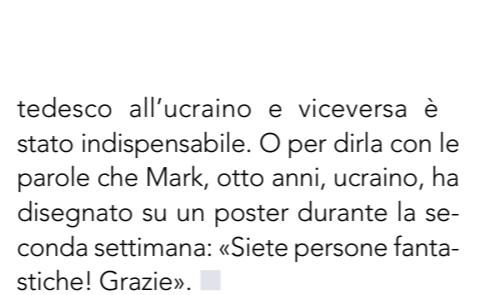 tedesco all’ucraino e viceversa è
stato indispensabile. O per dirla con le
parole che Mark, otto anni, ucraino, ha
disegnato su un poster durante la se-
conda settimana: «Siete persone fanta-
stiche! Grazie».